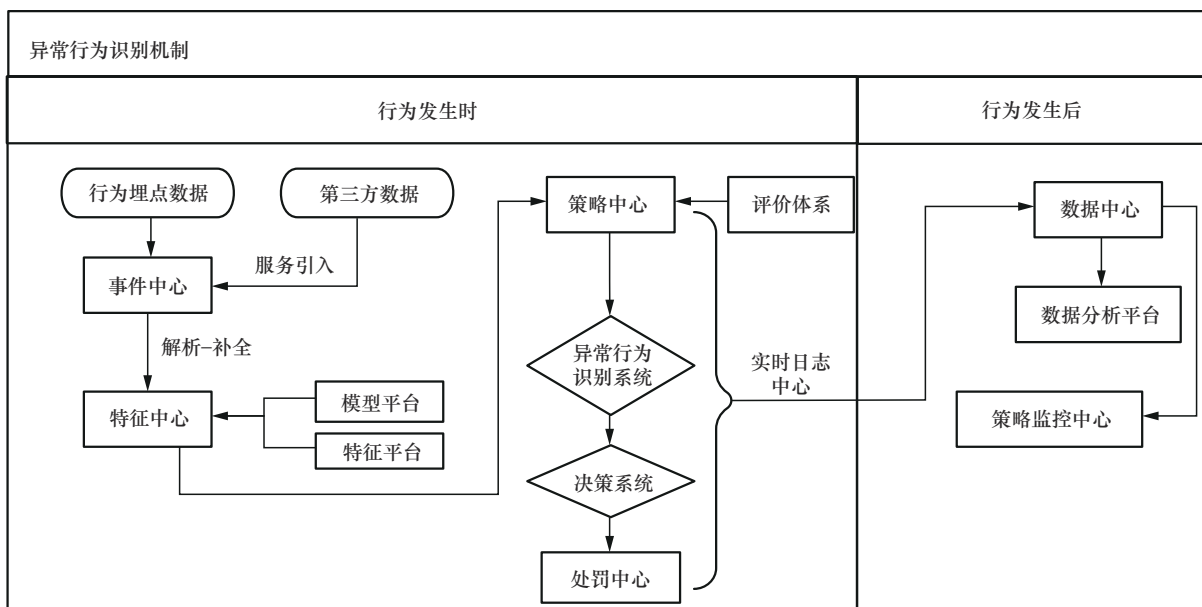 异常行为识别机制
行为发生时
行为发生后
行为埋点数据
第三方数据
服务引入
事件中心
解析–补全
特征中心
模型平台
特征平台
策略中心
评价体系
异常行为
识别系统
决策系统
处罚中心
实时日志
中心
数据中心
数据分析平台
策略监控中心